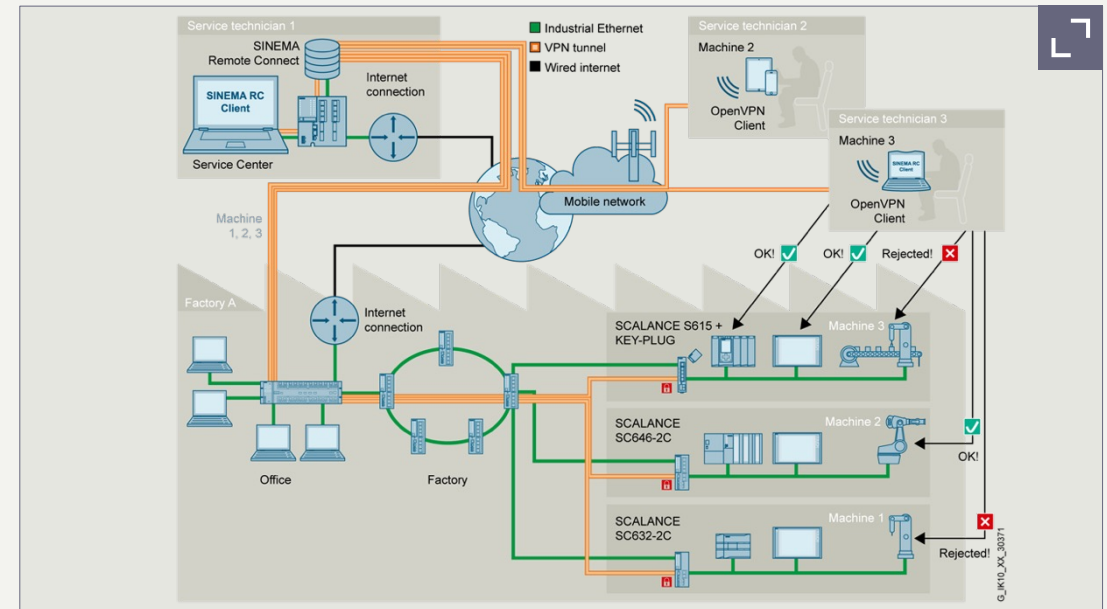 Service technician 1
SINEMA
Remote Connect
SINEMA RC
Client
Service Center
Internet
connection
Industrial Ethernet
VPN tunnel
Wired internet
Service technician 2
Machine 2
OpenVPN
Client
Service technician 3
Machine 3
SINEMA RC
Client
OpenVPN
Client
Mobile network
Machine
1, 2, 3
OK!
OK!
Rejected!
Factory A
Internet
connection
Office
Factory
SCALANCE S615 +
KEY-PLUG
Machine 3
SCALANCE
SC646-2C
Machine 2
OK!
SCALANCE
SC632-2C
Machine 1
Rejected!
G_IK10_XX_30371